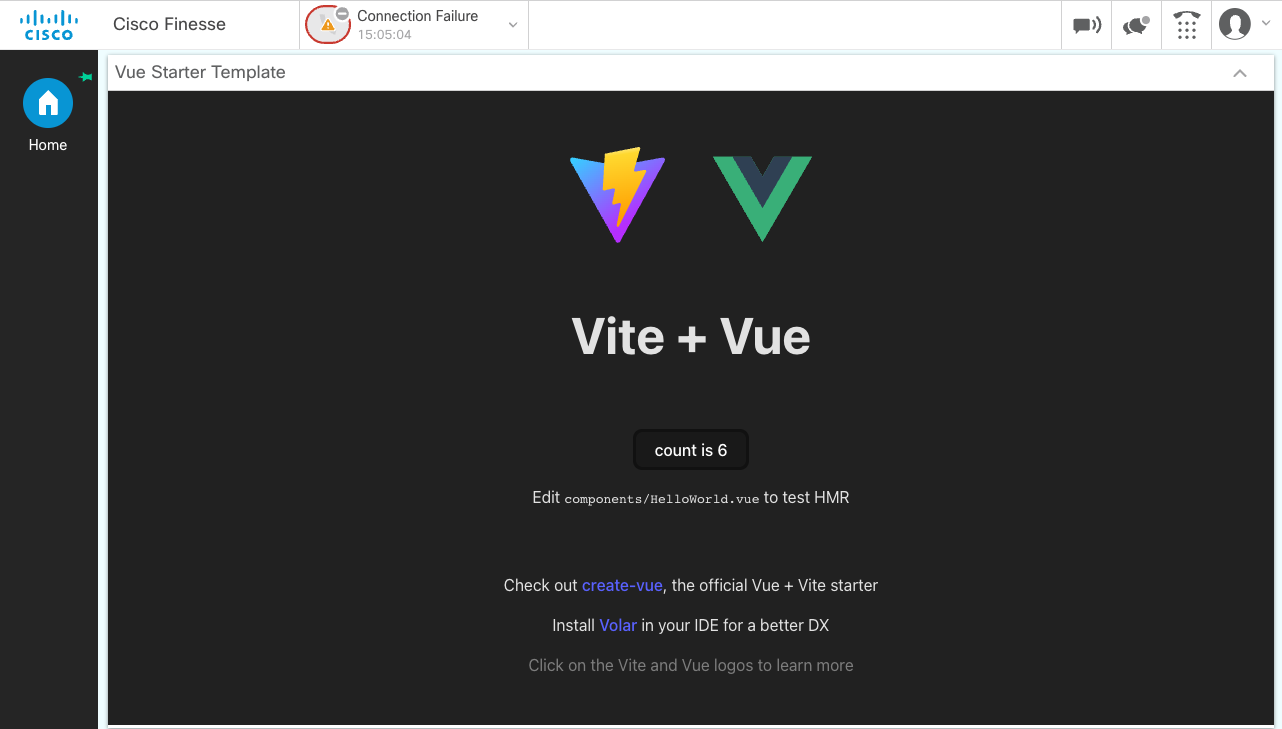 CISCO
Cisco Finesse
Connection Failure
15:05:04
Home
Vue Starter Template
Vite + Vue
count is 6
Edit components/HelloWorld.vue to test HMR
Check out create-vue, the official Vue + Vite starter
Install Volar in your IDE for a better DX
Click on the Vite and Vue logos to learn more